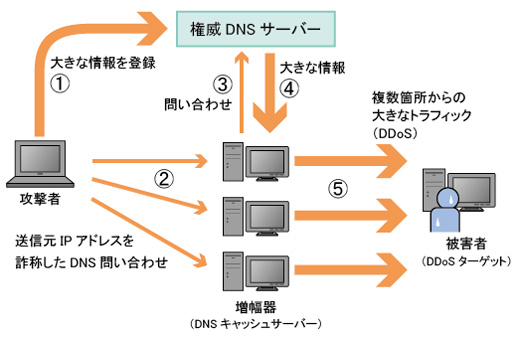 権威 DNS サーバー
大きな情報を登録
①
③
問い合わせ
大きな情報
④
複数箇所からの
大きなトラフィック
(DDoS)
攻撃者
②
⑤
送信元 IP アドレスを
詐称した DNS 問い合わせ
増幅器
(DNS キャッシュサーバー)
被害者
(DDoS ターゲット)